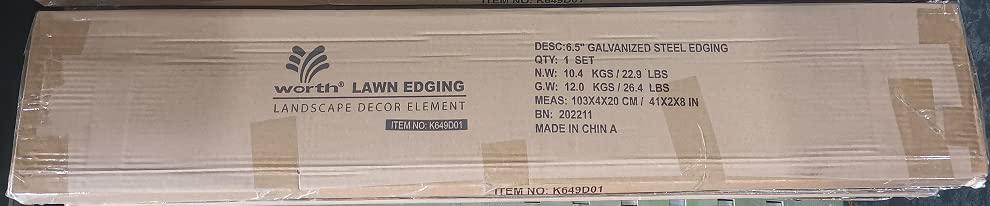 ITEM NO: K649D01
worth® LAWN EDGING
LANDSCAPE DECOR ELEMENT
ITEM NO: K649D01
DESC:6.5" GALVANIZED STEEL EDGING
QTY: 1 SET
N.W: 10.4 KGS / 22.9 LBS
G.W: 12.0 KGS / 26.4 LBS
MEAS: 103X4X20 CM / 41X2X8 IN
BN: 202211
MADE IN CHINA
ITEM NO: K649D01